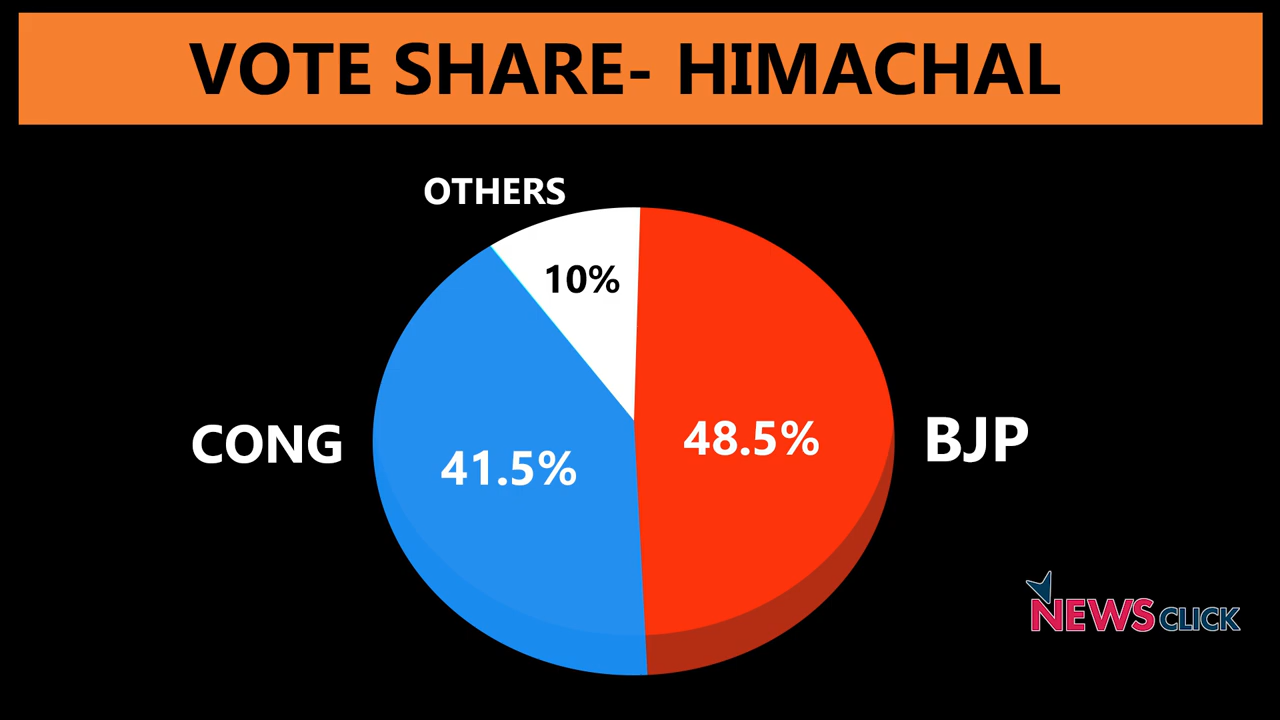 VOTE SHARE- HIMACHAL
OTHERS
10%
CONG
41.5%
48.5%
BJP
NEWSCLICK